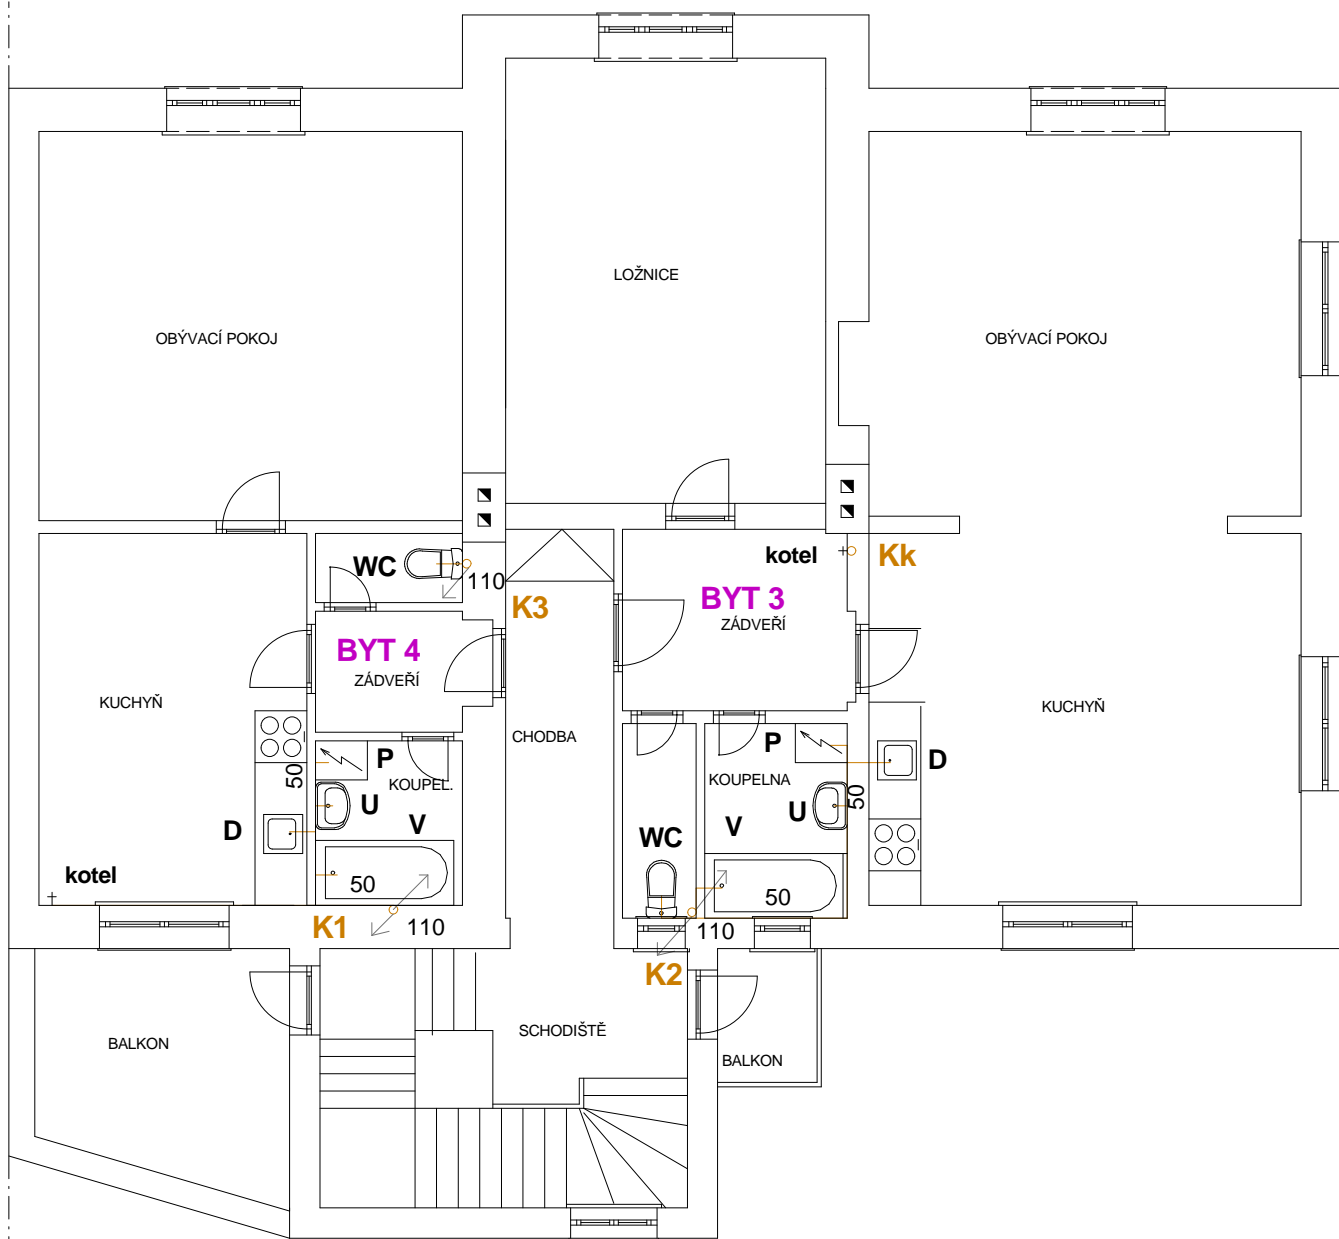 LOŽNICE
OBÝVACÍ POKOJ
OBÝVACÍ POKOJ
WC
110
K3
kotel
Kk
BYT 3
ZÁDVEŘÍ
BYT 4
ZÁDVEŘÍ
KUCHYŇ
KUCHYŇ
CHODBA
P
KOUPEL.
50
U
V
D
P
KOUPELNA
D
50
U
V
WC
kotel
50
50
K1
110
110
K2
SCHODIŠTĚ
BALKON
BALKON